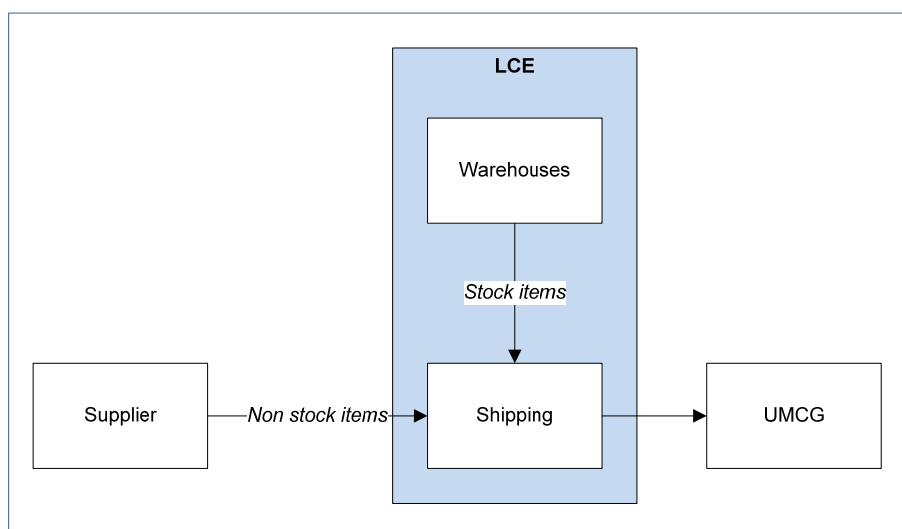 LCE
Warehouses
Stock items
Supplier
Non stock items
Shipping
UMCG